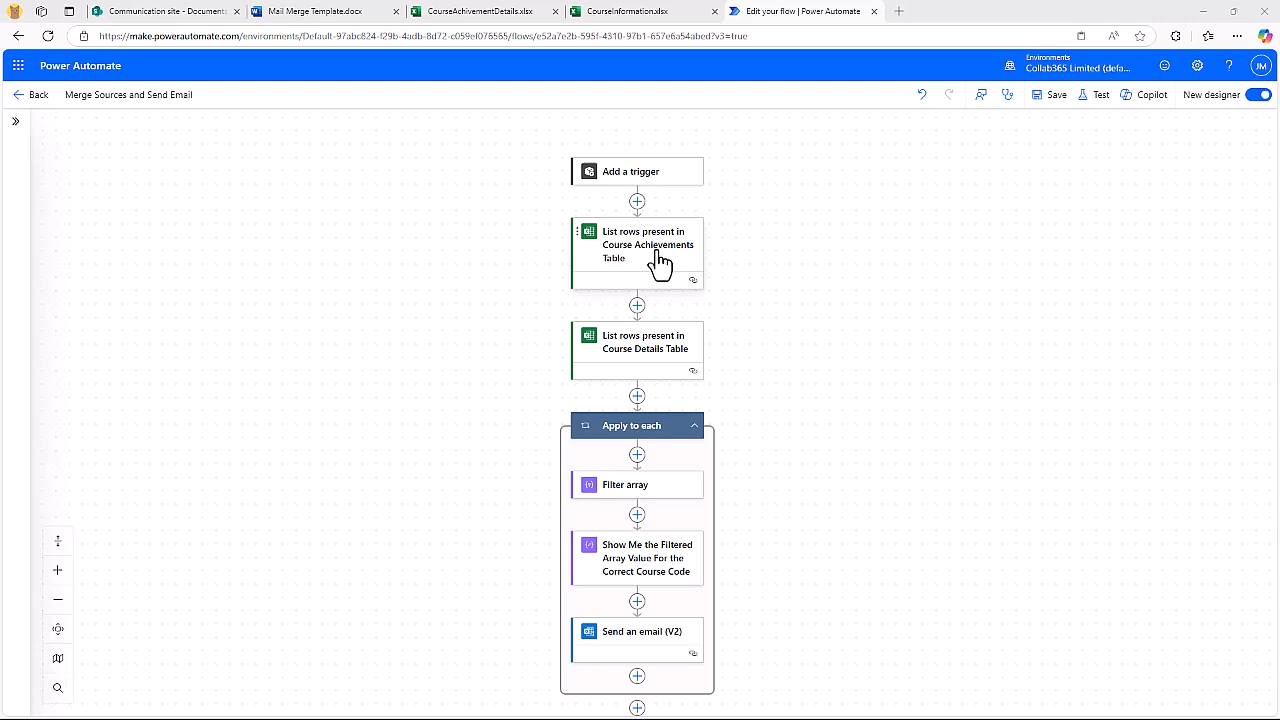 Communication site - Document:
Mail Merge Template.docx
CourseAchivementDetails.xlsx
CourseInformation.xlsx
Edit your flow | Power Automate
https://make.powerautomate.com/environments/Default-97abc824-f29b-4adb-8d72-c059ef076565/flows/e52a7e2b-595f-4310-97b1-657e6a54abed?v3=true
Power Automate
Environments
Collab365 Limited (defa...
JM
Back
Merge Sources and Send Email
Save
Test
Copilot
New designer
Add a trigger
List rows present in
Course Achievements
Table
List rows present in
Course Details Table
Apply to each
Filter array
Show Me the Filtered
Array Value For the
Correct Course Code
Send an email (V2)